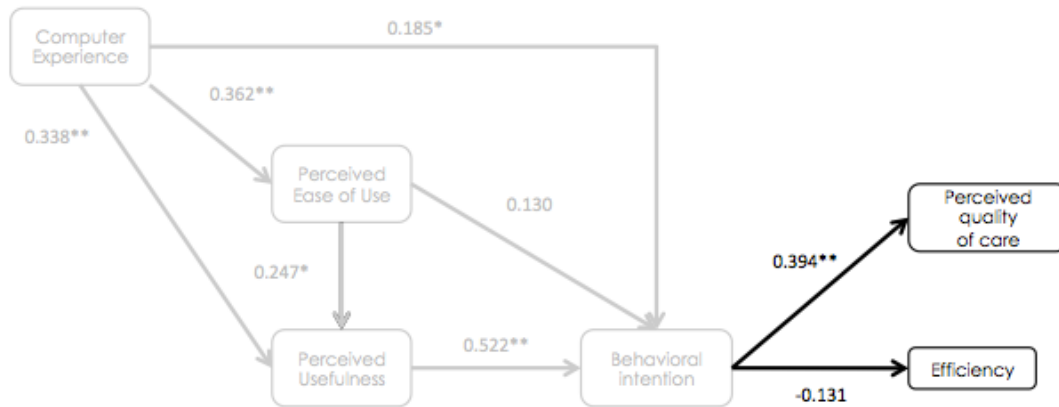 Computer
Experience
0.185*
0.362**
0.338**
Perceived
Ease of Use
0.130
Perceived
quality
of care
0.247*
0.394**
0.522**
Perceived
Usefulness
Behavioral
intention
Efficiency
-0.131